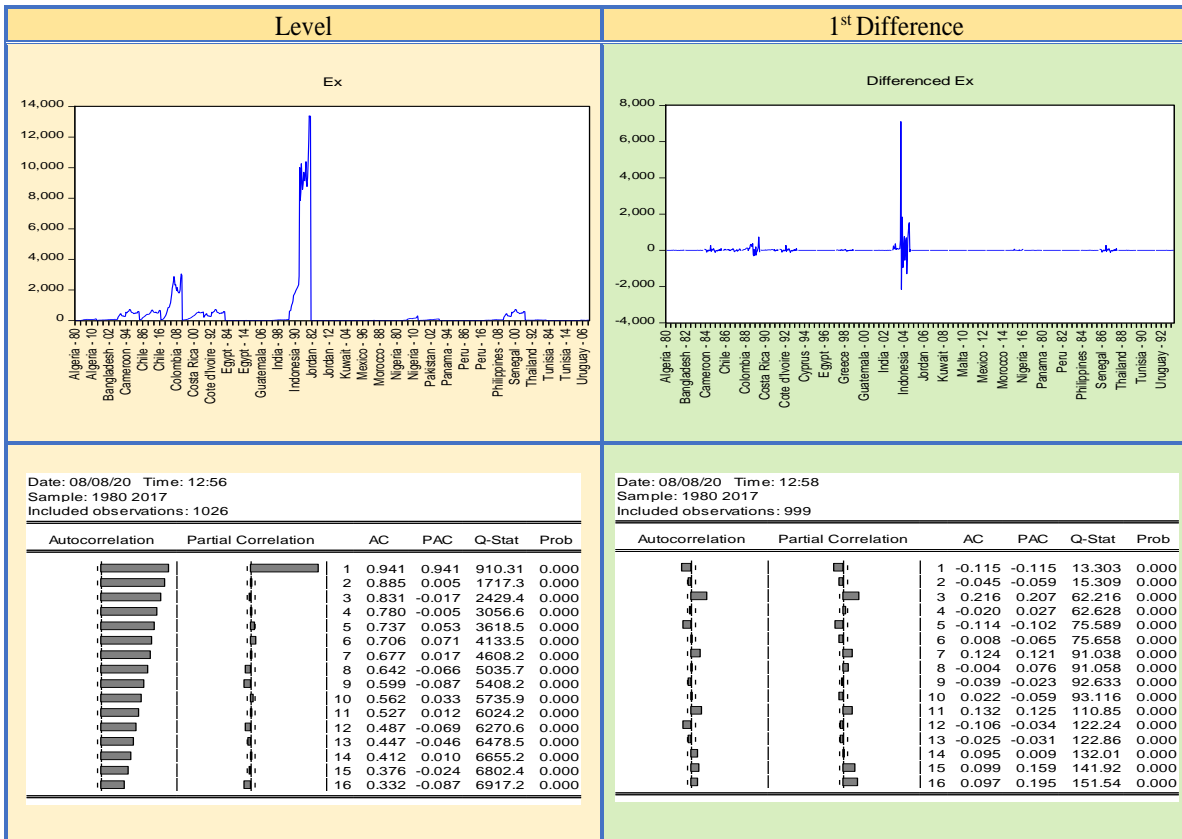 Level
1st Difference
Ex
14,000
12,000
10,000
8,000
6,000
4,000
2,000
0
Algeria - 80
Algeria - 10
Bangladesh - 02
Cameroon - 94
Chile - 86
Chile - 16
Colombia - 08
Costa Rica - 00
Cote d'Ivoire - 92
Egypt - 84
Egypt - 14
Guatemala - 06
India - 98
Indonesia - 90
Jordan - 82
Jordan - 12
Kuwait - 04
Mexico - 96
Morocco - 88
Nigeria - 80
Nigeria - 10
Pakistan - 02
Panama - 94
Peru - 86
Peru - 16
Philippines - 08
Senegal - 00
Thailand - 92
Tunisia - 84
Tunisia - 14
Uruguay - 06
Differenced Ex
8,000
6,000
4,000
2,000
0
-2,000
-4,000
Algeria - 80
Bangladesh - 82
Cameroon - 84
Chile - 86
Colombia - 88
Costa Rica - 90
Cote d'Ivoire - 92
Cyprus - 94
Egypt - 96
Greece - 98
Guatemala - 00
India - 02
Indonesia - 04
Jordan - 06
Kuwait - 08
Malta - 10
Mexico - 12
Morocco - 14
Nigeria - 16
Panama - 80
Peru - 82
Philippines - 84
Senegal - 86
Thailand - 88
Tunisia - 90
Uruguay - 92
Date: 08/08/20 Time: 12:56
Sample: 1980 2017
Included observations: 1026
Autocorrelation Partial Correlation AC PAC Q-Stat Prob
1 0.941 0.941 910.31 0.000
2 0.885 0.005 1717.3 0.000
3 0.831 -0.017 2429.4 0.000
4 0.780 -0.005 3056.6 0.000
5 0.737 0.053 3618.5 0.000
6 0.706 0.071 4133.5 0.000
7 0.677 0.017 4608.2 0.000
8 0.642 -0.066 5035.7 0.000
9 0.599 -0.087 5408.2 0.000
10 0.562 0.033 5735.9 0.000
11 0.527 0.012 6024.2 0.000
12 0.487 -0.069 6270.6 0.000
13 0.447 -0.046 6478.5 0.000
14 0.412 0.010 6655.2 0.000
15 0.376 -0.024 6802.4 0.000
16 0.332 -0.087 6917.2 0.000
Date: 08/08/20 Time: 12:58
Sample: 1980 2017
Included observations: 999
Autocorrelation Partial Correlation AC PAC Q-Stat Prob
1 -0.115 -0.115 13.303 0.000
2 -0.045 -0.059 15.309 0.000
3 0.216 0.207 62.216 0.000
4 -0.020 0.027 62.628 0.000
5 -0.114 -0.102 75.589 0.000
6 0.008 -0.065 75.658 0.000
7 0.124 0.121 91.038 0.000
8 -0.004 0.076 91.058 0.000
9 -0.039 -0.023 92.633 0.000
10 0.022 -0.059 93.116 0.000
11 0.132 0.125 110.85 0.000
12 -0.106 -0.034 122.24 0.000
13 -0.025 -0.031 122.86 0.000
14 0.095 0.009 132.01 0.000
15 0.099 0.159 141.92 0.000
16 0.097 0.195 151.54 0.000